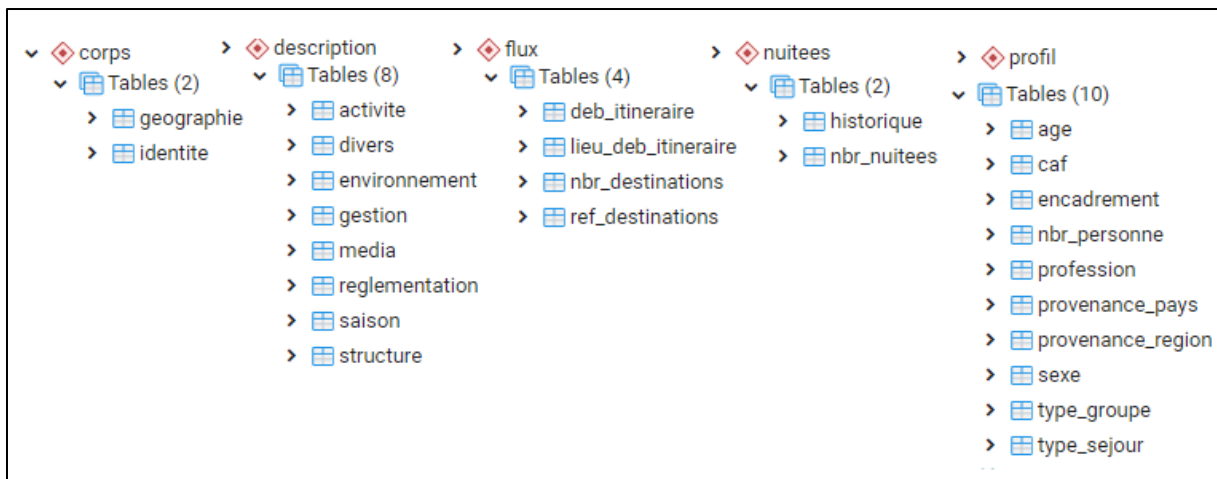 corps
Tables (2)
geographie
identite
description
Tables (8)
activite
divers
environnement
gestion
media
reglementation
saison
structure
flux
Tables (4)
deb_itineraire
lieu_deb_itineraire
nbr_destinations
ref_destinations
nuitees
Tables (2)
historique
nbr_nuitees
profil
Tables (10)
age
caf
encadrement
nbr_personne
profession
provenance_pays
provenance_region
sexe
type_groupe
type_sejour